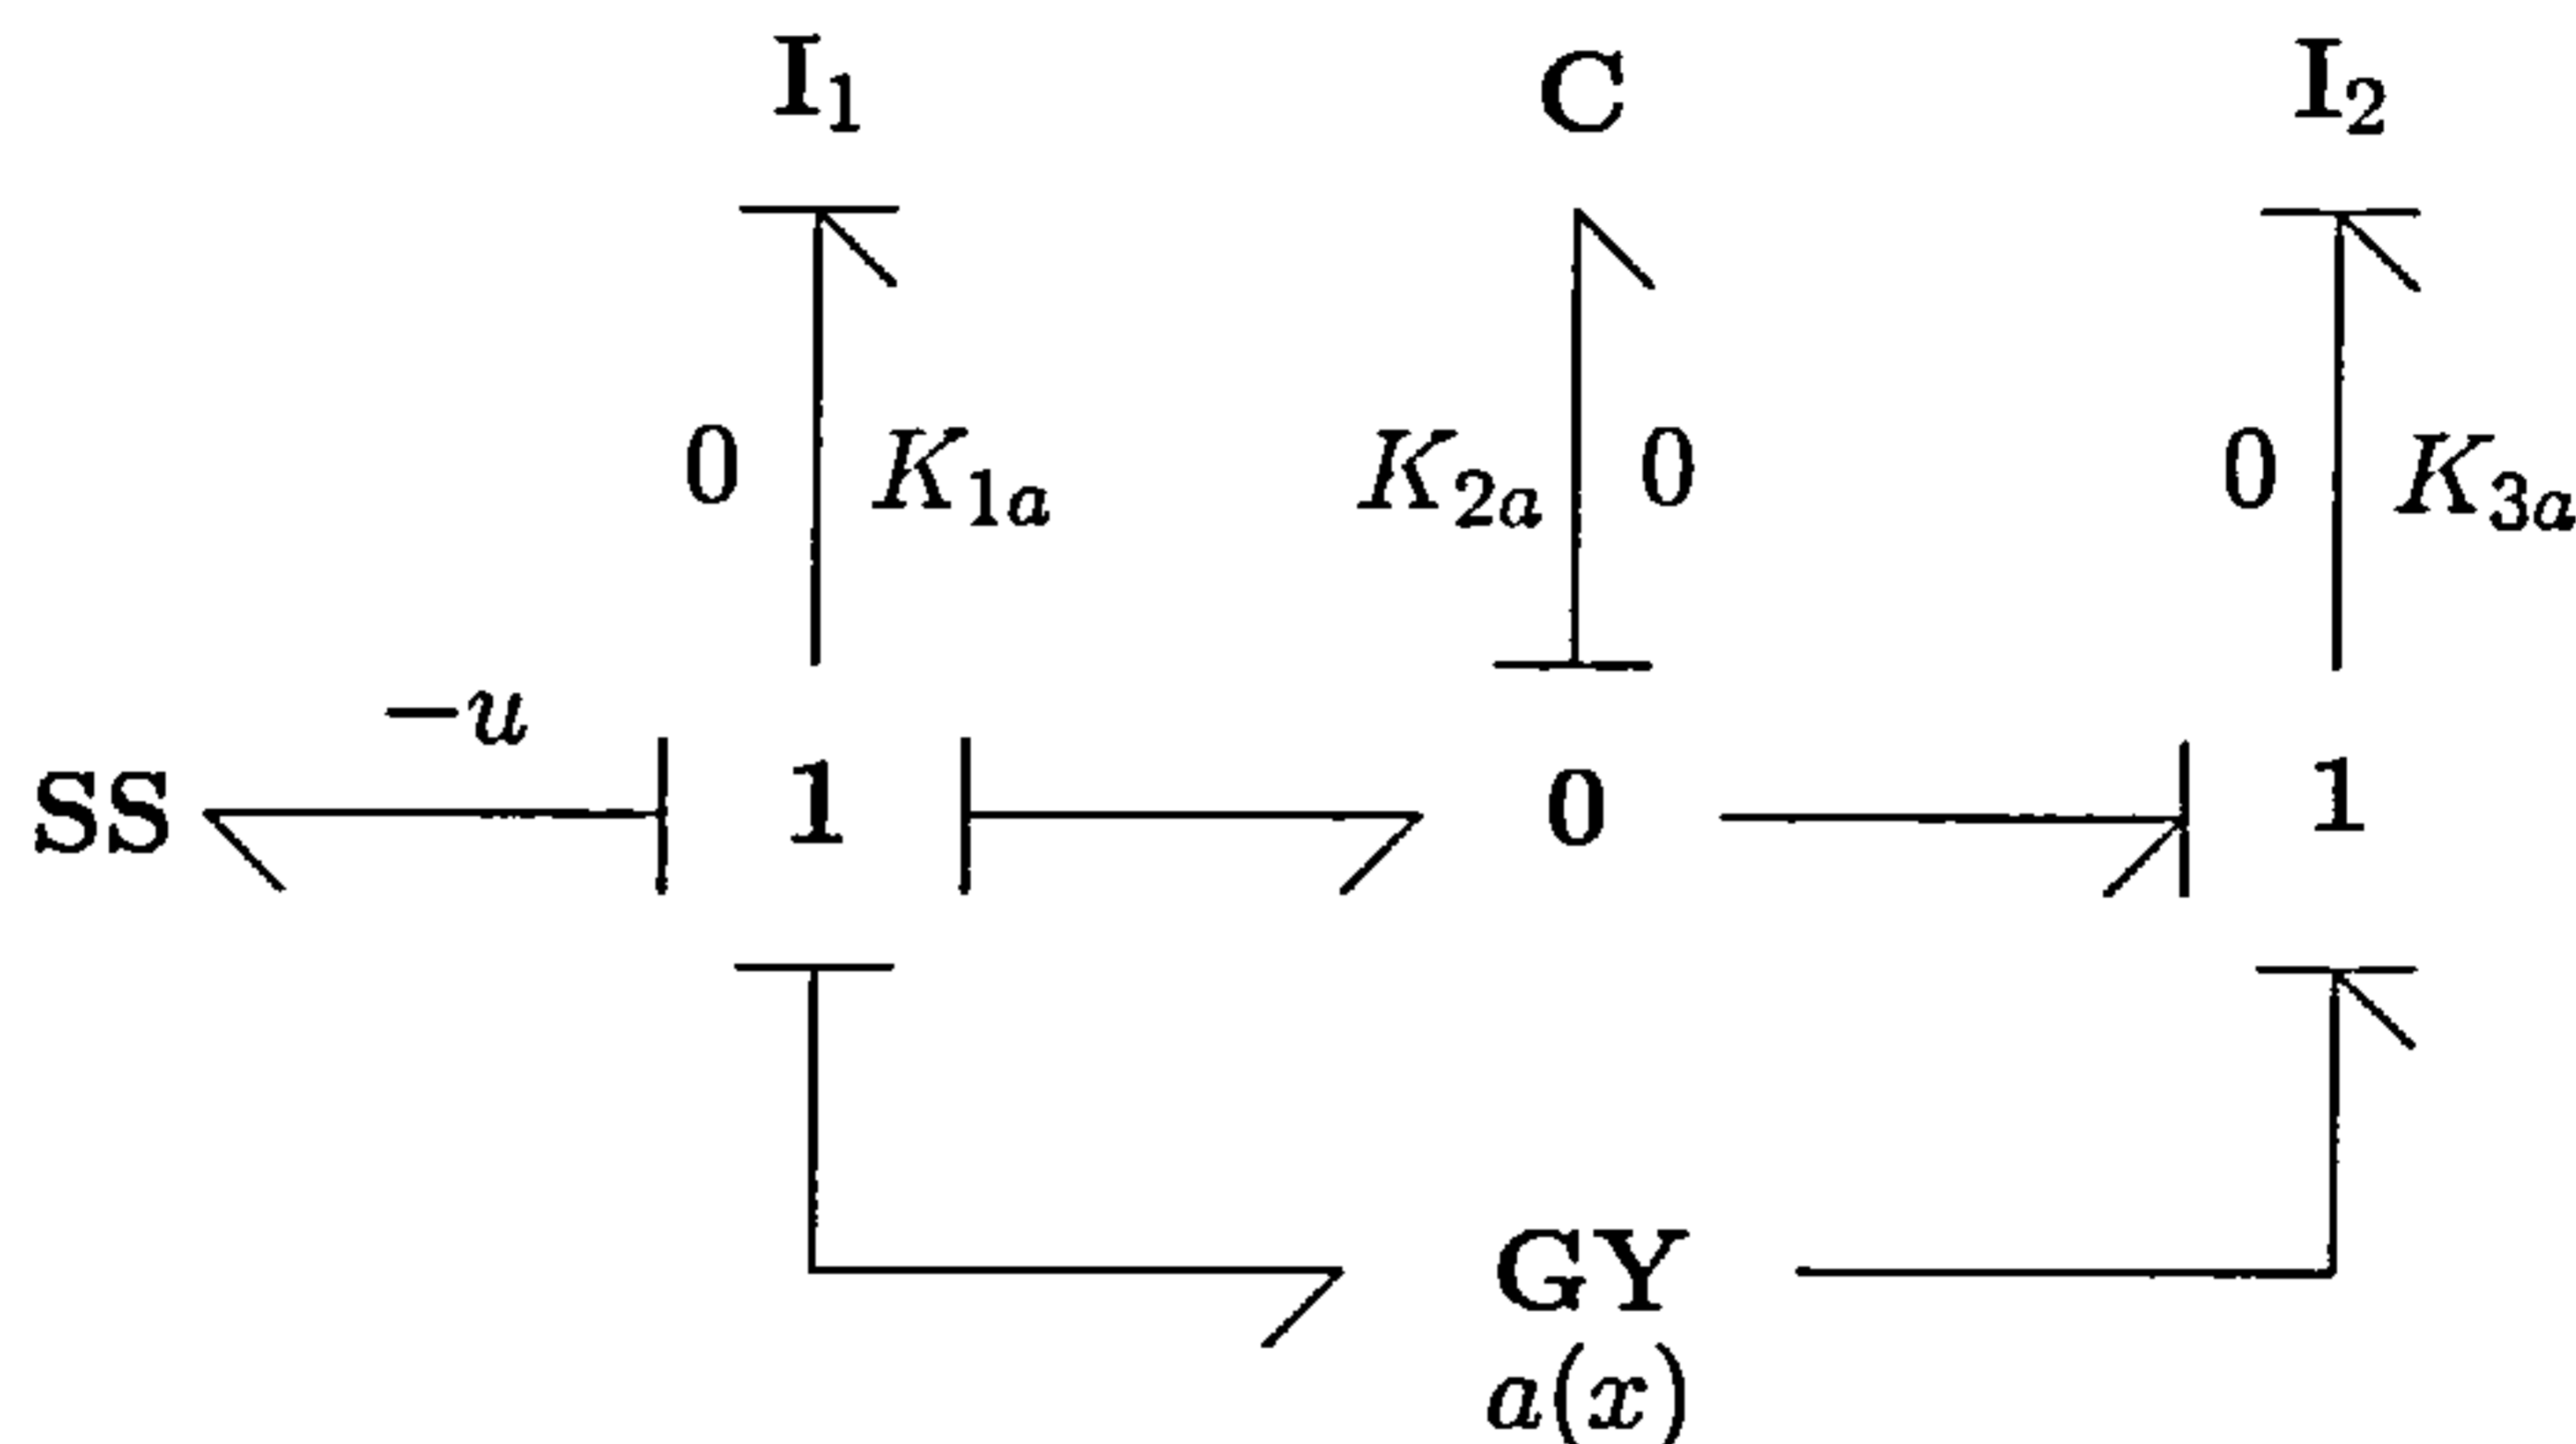 I₁ C I₂
0 K₁ₐ K₂ₐ 0 0 K₃ₐ
−u
SS 1 0 1
GY
a(x)